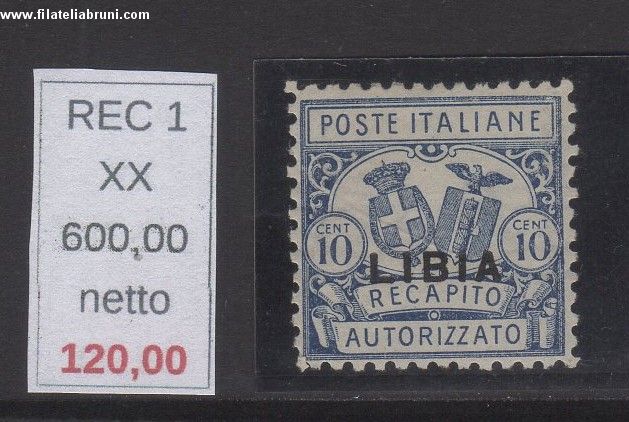 www.filateliabruni.com
REC 1
XX
600,00
netto
120,00
POSTE ITALIANE
CENT 10
CENT 10
LIBIA
RECAPITO
AUTORIZZATO